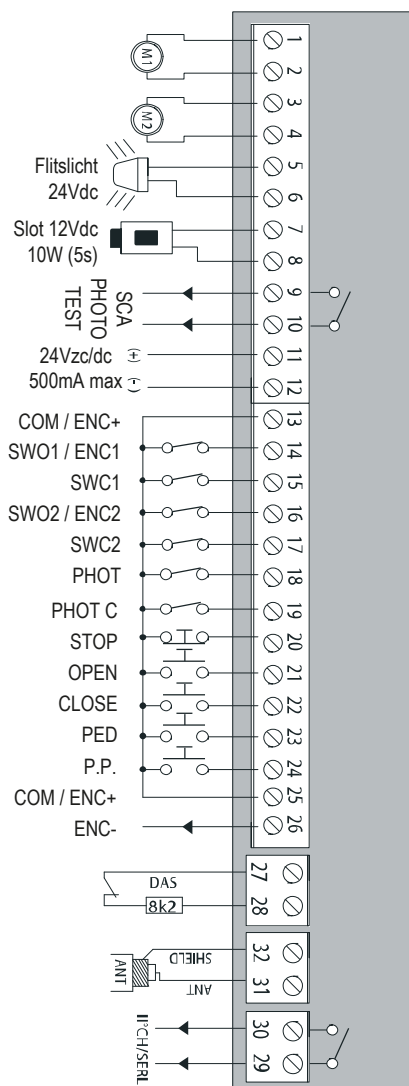 M1
1
2
M2
3
4
Flitslicht
24Vdc
5
6
Slot 12Vdc
10W (5s)
7
8
SCA
PHOTO
TEST
9
10
24Vzc/dc (+)
500mA max (-)
11
12
COM / ENC+
13
SWO1 / ENC1
14
SWC1
15
SWO2 / ENC2
16
SWC2
17
PHOT
18
PHOT C
19
STOP
20
OPEN
21
CLOSE
22
PED
23
P.P.
24
COM / ENC+
25
ENC-
26
DAS
8k2
27
28
ANT
SHIELD
ANT
32
31
II°CH/SERL
30
29